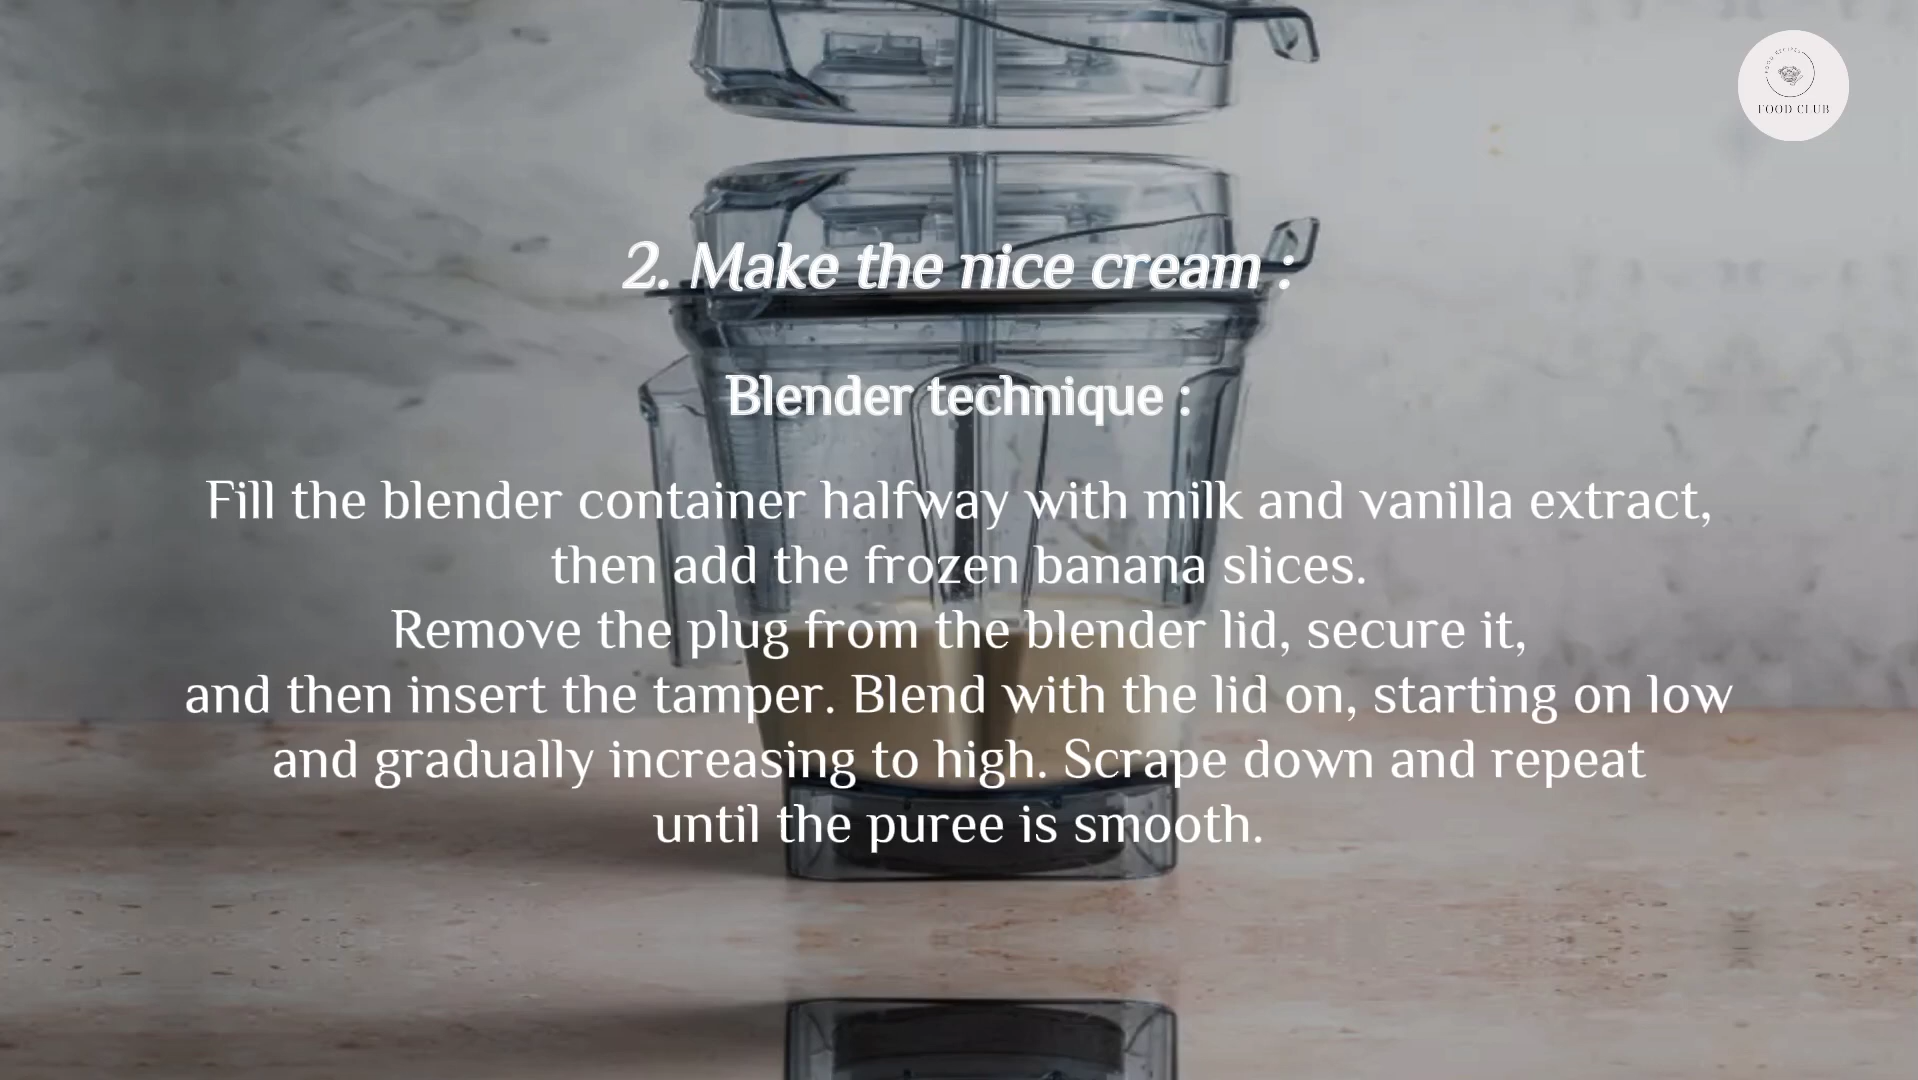 FOOD RECIPES
FOOD CLUB
2. Make the nice cream :
Blender technique :
Fill the blender container halfway with milk and vanilla extract,
then add the frozen banana slices.
Remove the plug from the blender lid, secure it,
and then insert the tamper. Blend with the lid on, starting on low
and gradually increasing to high. Scrape down and repeat
until the puree is smooth.